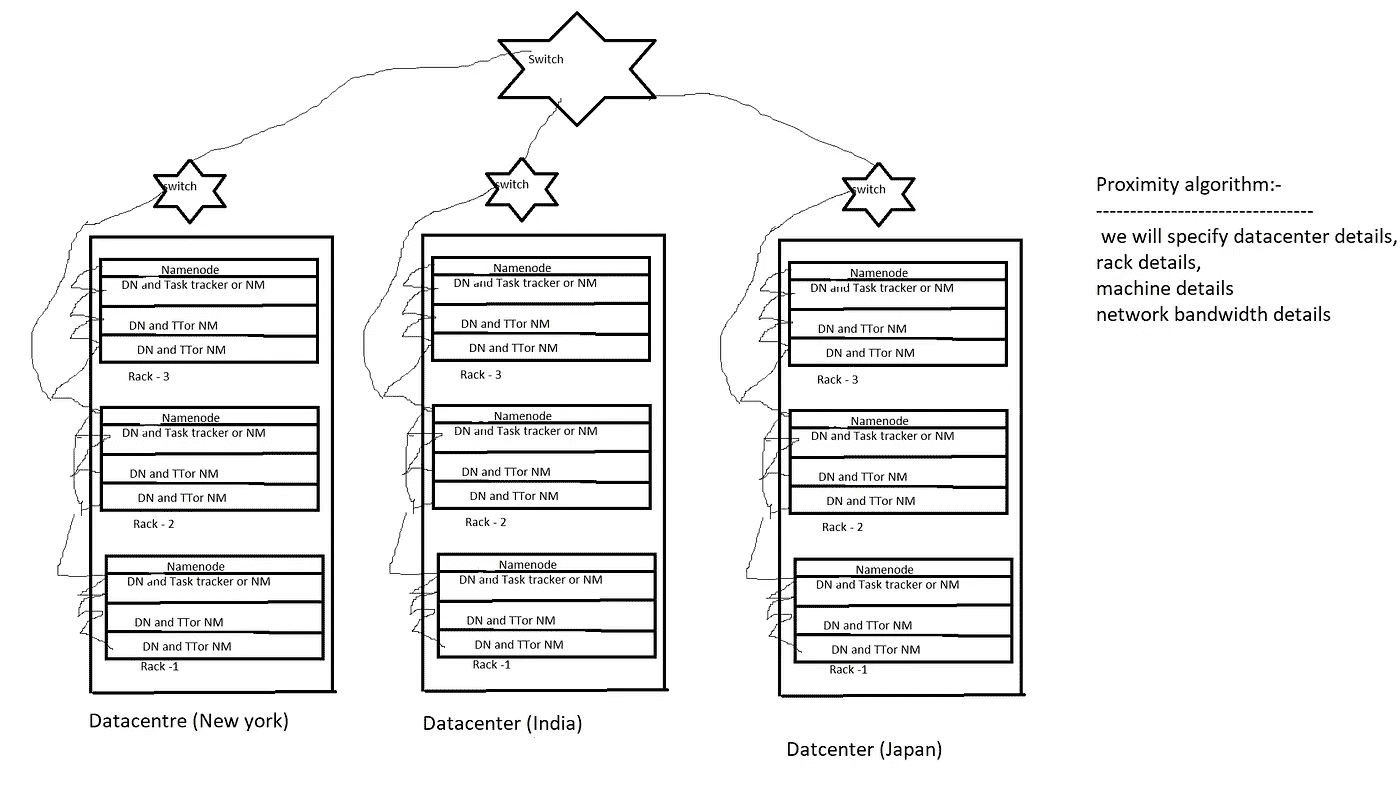 Switch
switch
switch
switch
Namenode
DN and Task tracker or NM
DN and TTor NM
DN and TTor NM
Rack - 3
Namenode
DN and Task tracker or NM
DN and TTor NM
DN and TTor NM
Rack - 2
Namenode
DN and Task tracker or NM
DN and TTor NM
DN and TTor NM
Rack -1
Datacentre (New york)
Namenode
DN and Task tracker or NM
DN and TTor NM
DN and TTor NM
Rack - 3
Namenode
DN and Task tracker or NM
DN and TTor NM
DN and TTor NM
Rack - 2
Namenode
DN and Task tracker or NM
DN and TTor NM
DN and TTor NM
Rack -1
Datacenter (India)
Namenode
DN and Task tracker or NM
DN and TTor NM
DN and TTor NM
Rack - 3
Namenode
DN and Task tracker or NM
DN and TTor NM
DN and TTor NM
Rack - 2
Namenode
DN and Task tracker or NM
DN and TTor NM
DN and TTor NM
Rack -1
Datcenter (Japan)
Proximity algorithm:-
--------------------------------
we will specify datacenter details,
rack details,
machine details
network bandwidth details